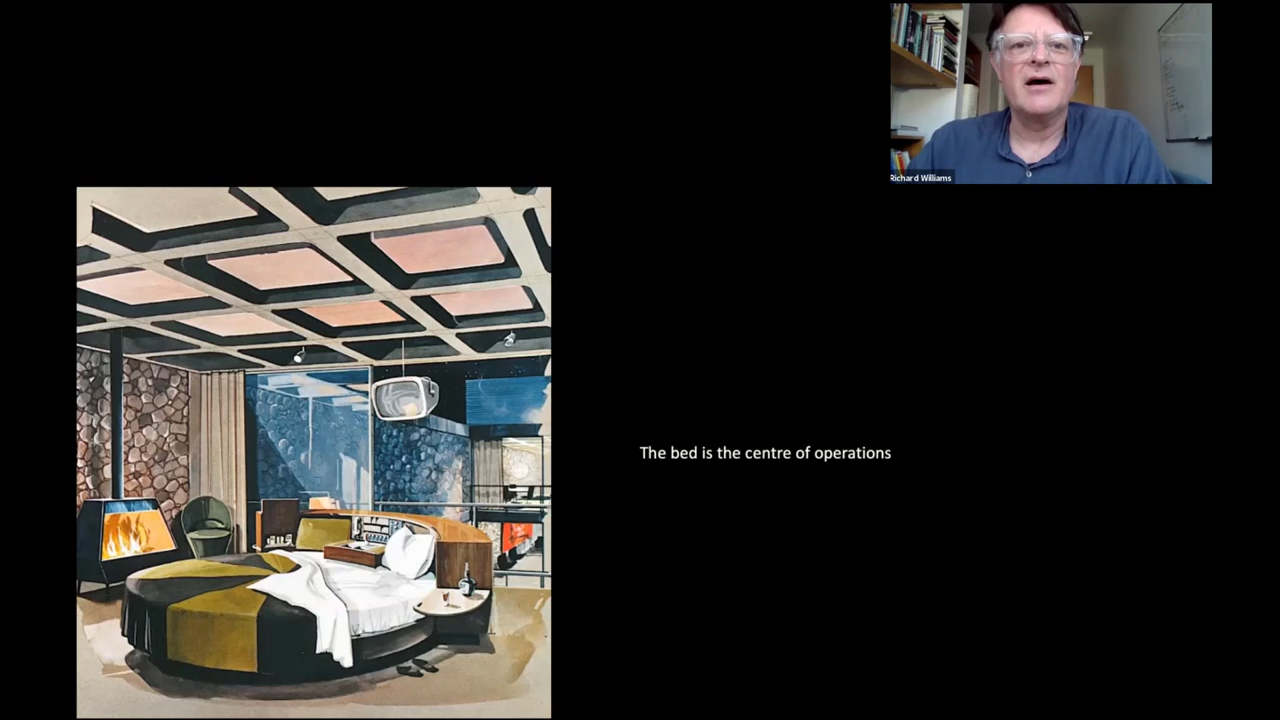 Richard Williams
The bed is the centre of operations